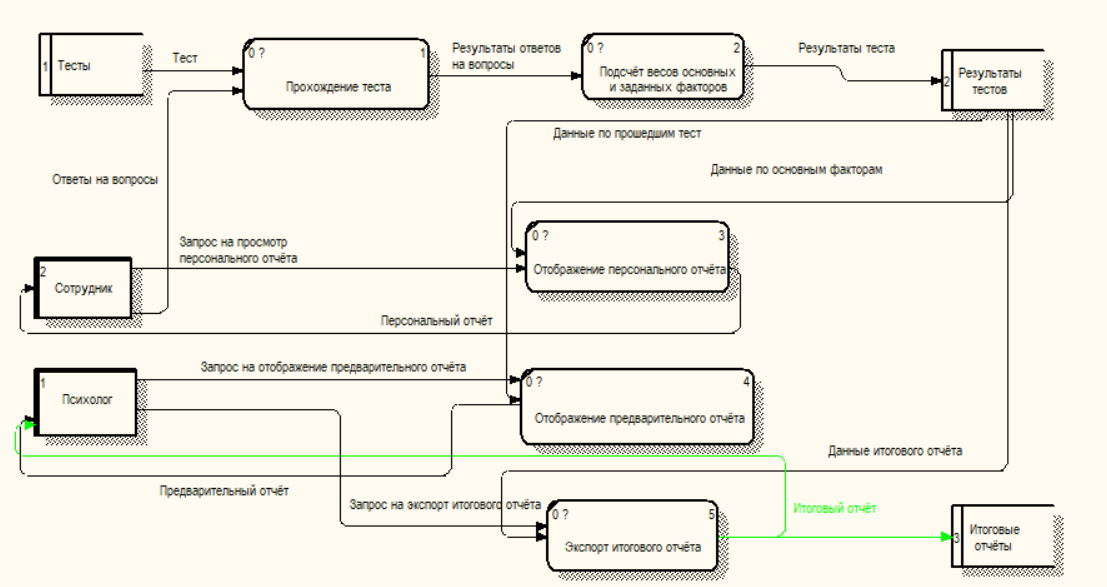 1 Тесты
Тест
0 ? 1
Прохождение теста
Результаты ответов
на вопросы
0 ? 2
Подсчёт весов основных
и заданных факторов
Результаты теста
2 Результаты
тестов
Данные по прошедшим тест
Данные по основным факторам
Ответы на вопросы
Запрос на просмотр
персонального отчёта
0 ? 3
Отображение персонального отчёта
2
Сотрудник
Персональный отчёт
Запрос на отображение предварительного отчёта
1
Психолог
0 ? 4
Отображение предварительного отчёта
Данные итогового отчёта
Предварительный отчёт
Запрос на экспорт итогового отчёта
0 ? 5
Экспорт итогового отчёта
Итоговый отчёт
3 Итоговые
отчёты